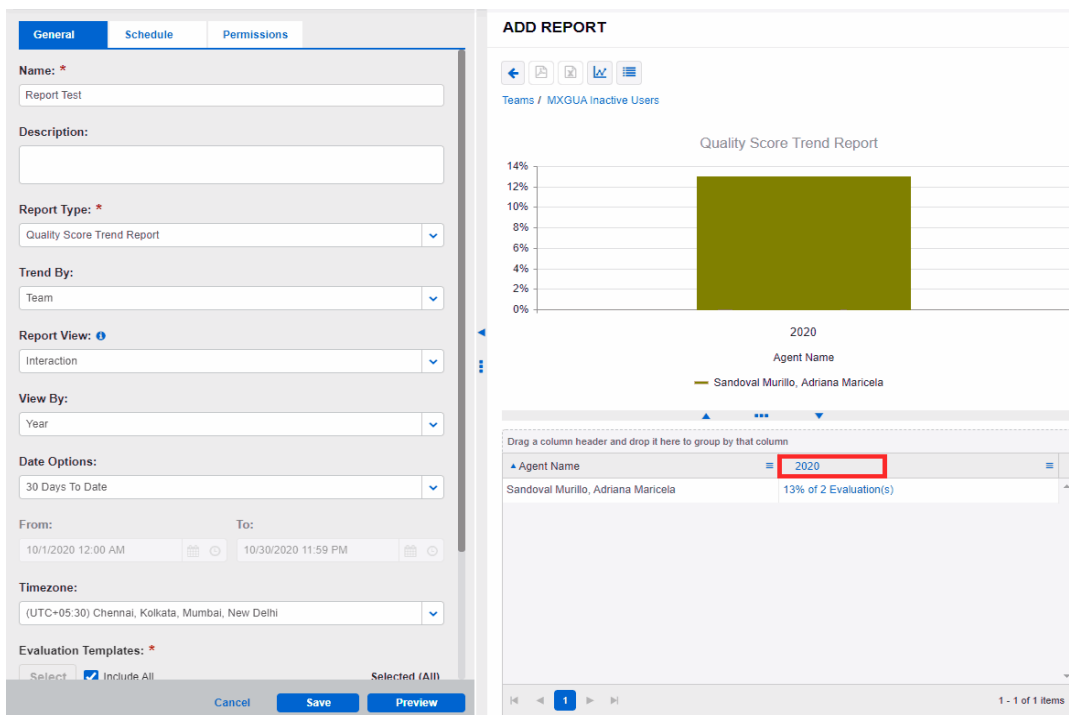 General
Schedule
Permissions
Name: *
Report Test
Description:
Report Type: *
Quality Score Trend Report
Trend By:
Team
Report View:
Interaction
View By:
Year
Date Options:
30 Days To Date
From:
To:
10/1/2020 12:00 AM
10/30/2020 11:59 PM
Timezone:
(UTC+05:30) Chennai, Kolkata, Mumbai, New Delhi
Evaluation Templates: *
Select
Include All
Selected (All)
Cancel
Save
Preview
ADD REPORT
Teams / MXGUA Inactive Users
Quality Score Trend Report
14%
12%
10%
8%
6%
4%
2%
0%
2020
Agent Name
Sandoval Murillo, Adriana Maricela
Drag a column header and drop it here to group by that column
Agent Name
2020
Sandoval Murillo, Adriana Maricela
13% of 2 Evaluation(s)
1
1 - 1 of 1 items